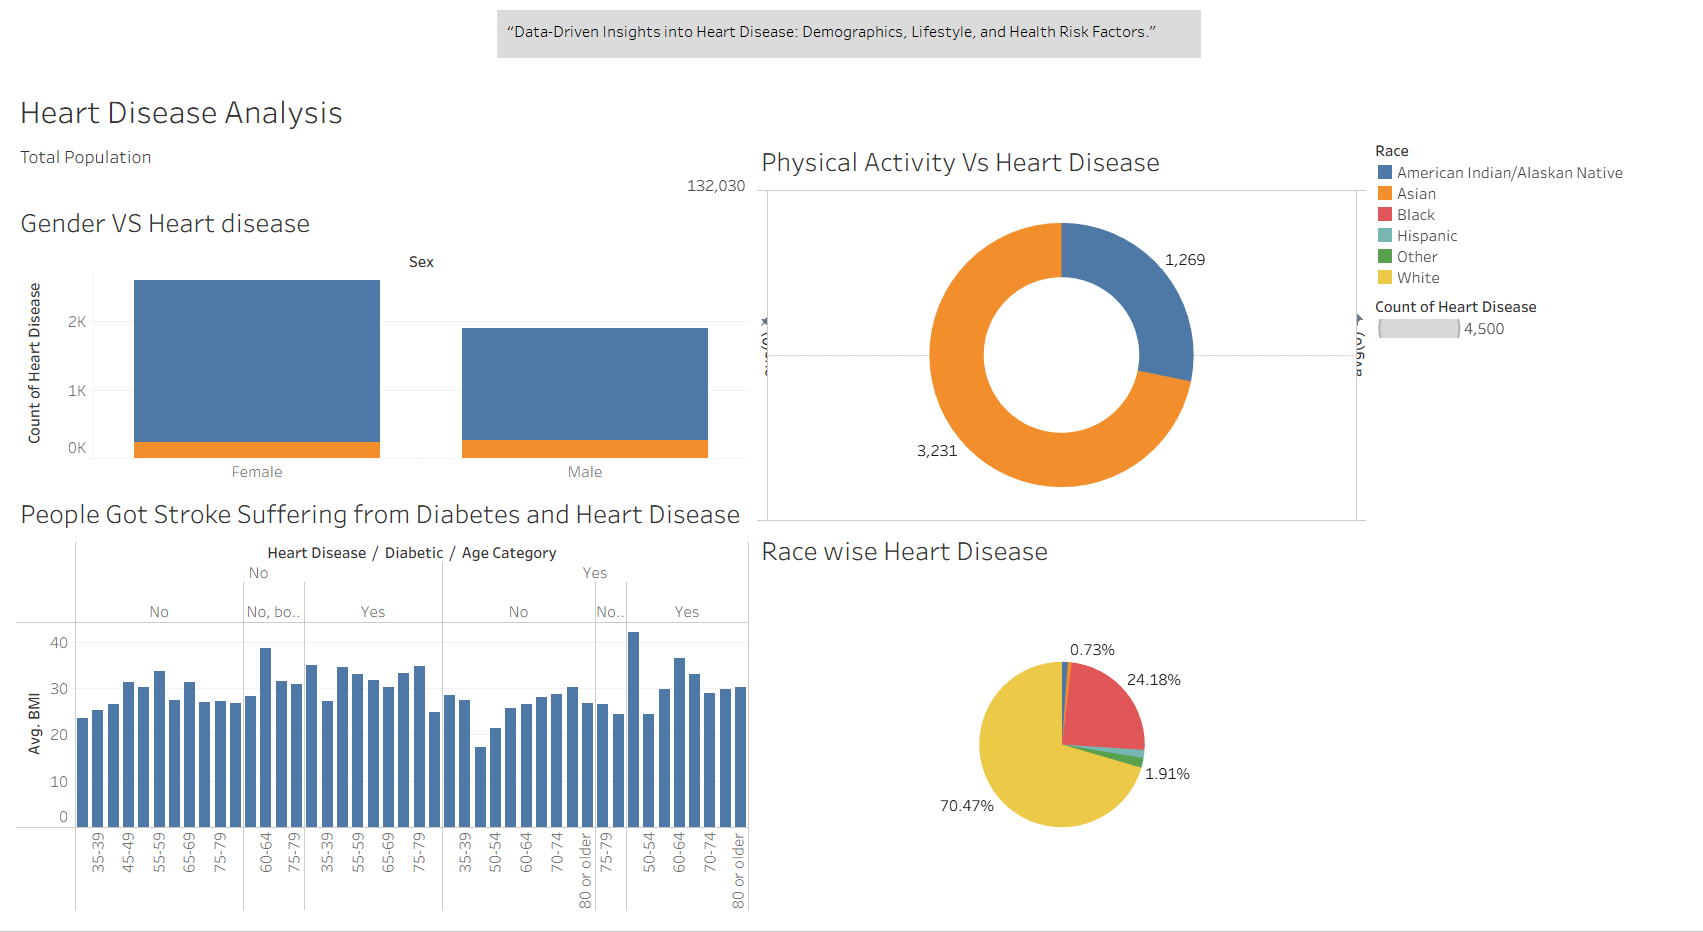 “Data-Driven Insights into Heart Disease: Demographics, Lifestyle, and Health Risk Factors.”
Heart Disease Analysis
Total Population
132,030
Gender VS Heart disease
Sex
Count of Heart Disease
2K
1K
0K
Female Male
People Got Stroke Suffering from Diabetes and Heart Disease
Heart Disease / Diabetic / Age Category
No Yes
No No, bo.. Yes No No.. Yes
Avg. BMI
40
30
20
10
0
35-39 45-49 55-59 65-69 75-79 60-64 75-79 35-39 55-59 65-69 75-79 35-39 50-54 60-64 70-74 80 or older 75-79 50-54 60-64 70-74 80 or older
Physical Activity Vs Heart Disease
1,269
3,231
Race wise Heart Disease
0.73%
24.18%
1.91%
70.47%
Race
American Indian/Alaskan Native
Asian
Black
Hispanic
Other
White
Count of Heart Disease
4,500